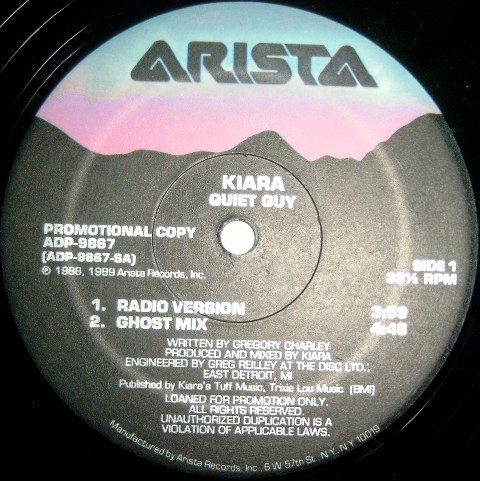 ARISTA
KIARA
QUIET GUY
PROMOTIONAL COPY
ADP-9867
(ADP-9867-SA)
℗ 1988, 1989 Arista Records, Inc.
SIDE 1
33⅓ RPM
1. RADIO VERSION 3:59
2. GHOST MIX 4:48
WRITTEN BY GREGORY CHARLEY
PRODUCED AND MIXED BY KIARA
ENGINEERED BY GREG REILLEY AT THE DISC LTD.,
EAST DETROIT, MI
Published by Kiara's Tuff Music, Trixie Lou Music (BMI)
LOANED FOR PROMOTION ONLY.
ALL RIGHTS RESERVED.
UNAUTHORIZED DUPLICATION IS A
VIOLATION OF APPLICABLE LAWS.
Manufactured by Arista Records, Inc., 6 W 57th St., N.Y., N.Y. 10019